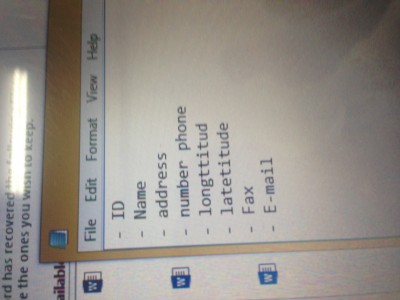 rd has recovered
e the ones you wish to keep.
File Edit Format View Help
- ID
- Name
- address
- number phone
- longttitud
- latetitude
- Fax
- E-mail